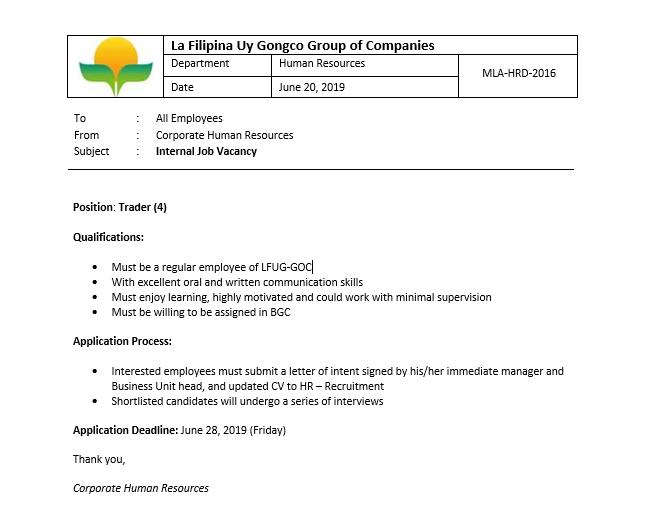 La Filipina Uy Gongco Group of Companies
Department Human Resources
MLA-HRD-2016
Date June 20, 2019
To : All Employees
From : Corporate Human Resources
Subject : Internal Job Vacancy
Position: Trader (4)
Qualifications:
• Must be a regular employee of LFUG-GOC
• With excellent oral and written communication skills
• Must enjoy learning, highly motivated and could work with minimal supervision
• Must be willing to be assigned in BGC
Application Process:
• Interested employees must submit a letter of intent signed by his/her immediate manager and
Business Unit head, and updated CV to HR – Recruitment
• Shortlisted candidates will undergo a series of interviews
Application Deadline: June 28, 2019 (Friday)
Thank you,
Corporate Human Resources